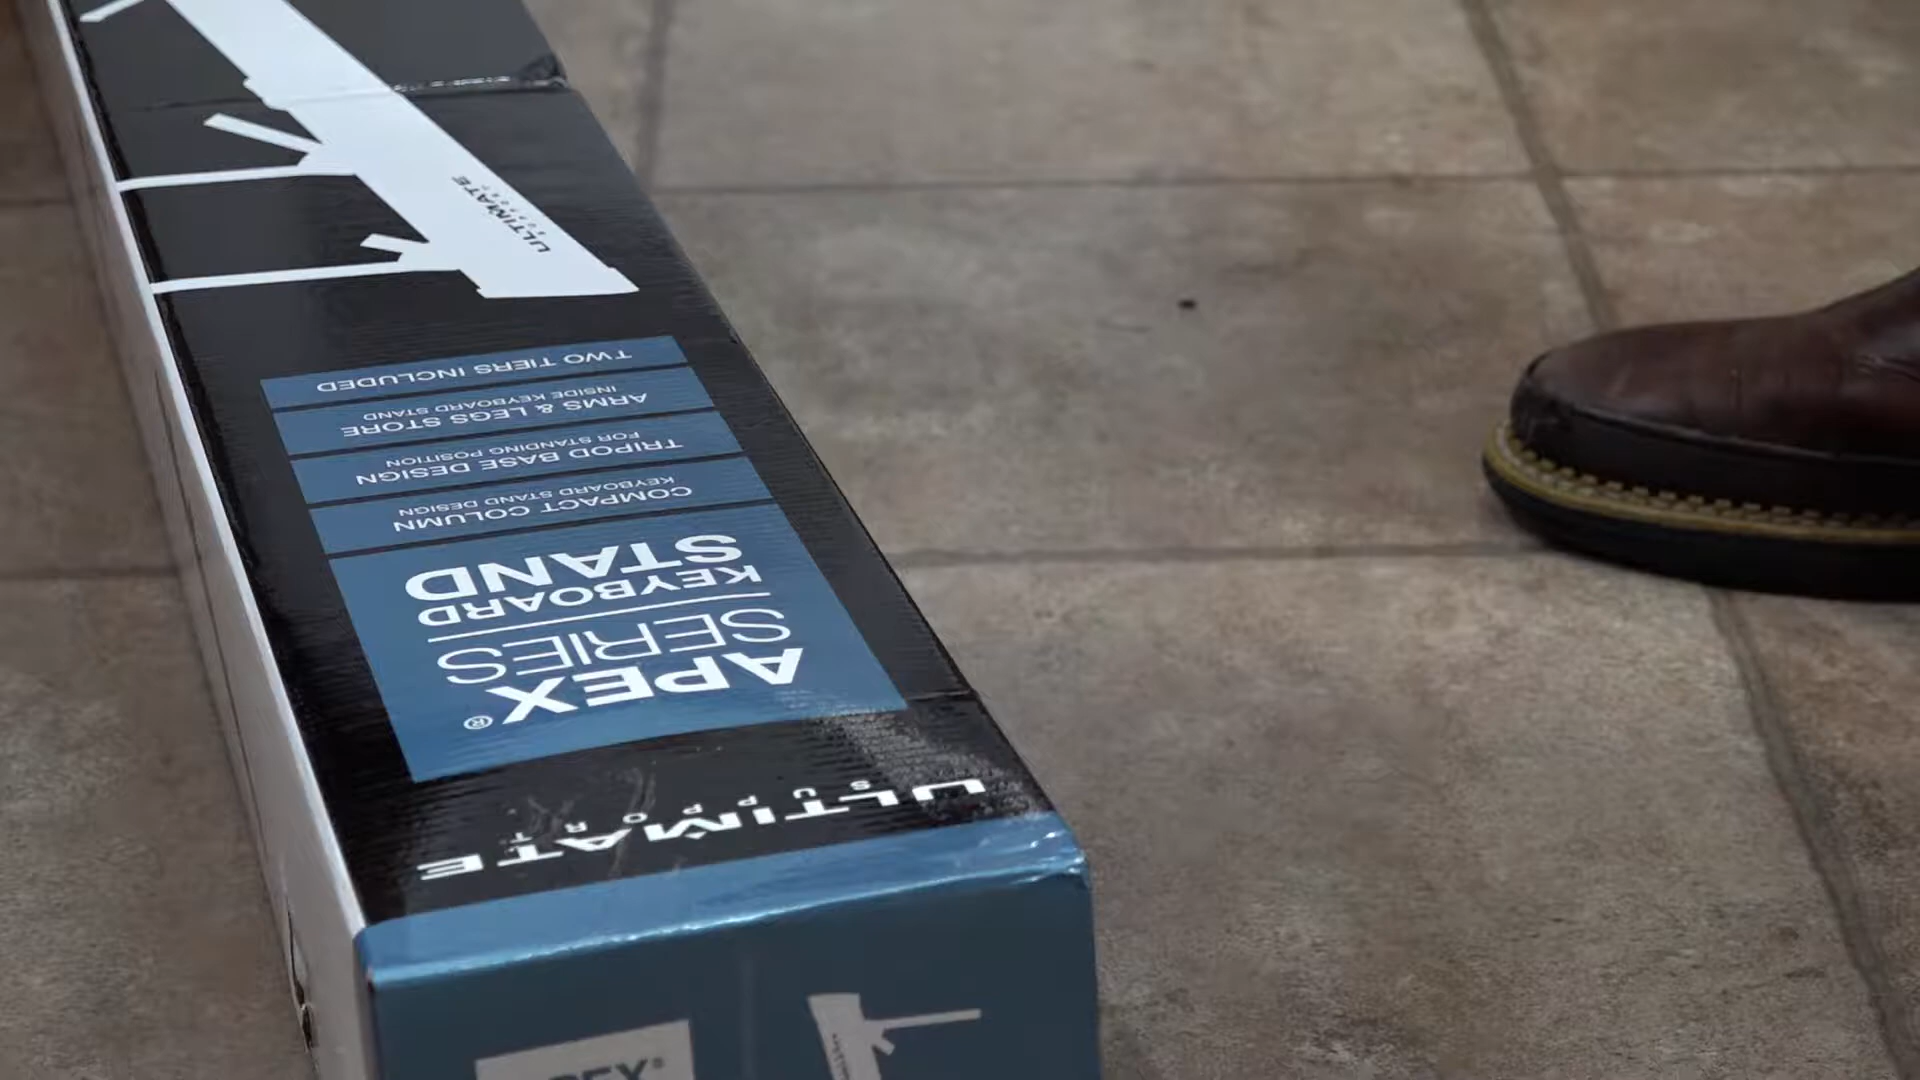 ULTIMATE
SUPPORT
APEX®
SERIES
KEYBOARD
STAND
COMPACT COLUMN
KEYBOARD STAND DESIGN
TRIPOD BASE DESIGN
FOR STANDING POSITION
ARMS & LEGS STORE
INSIDE KEYBOARD STAND
TWO TIERS INCLUDED
ULTIMATE
SUPPORT